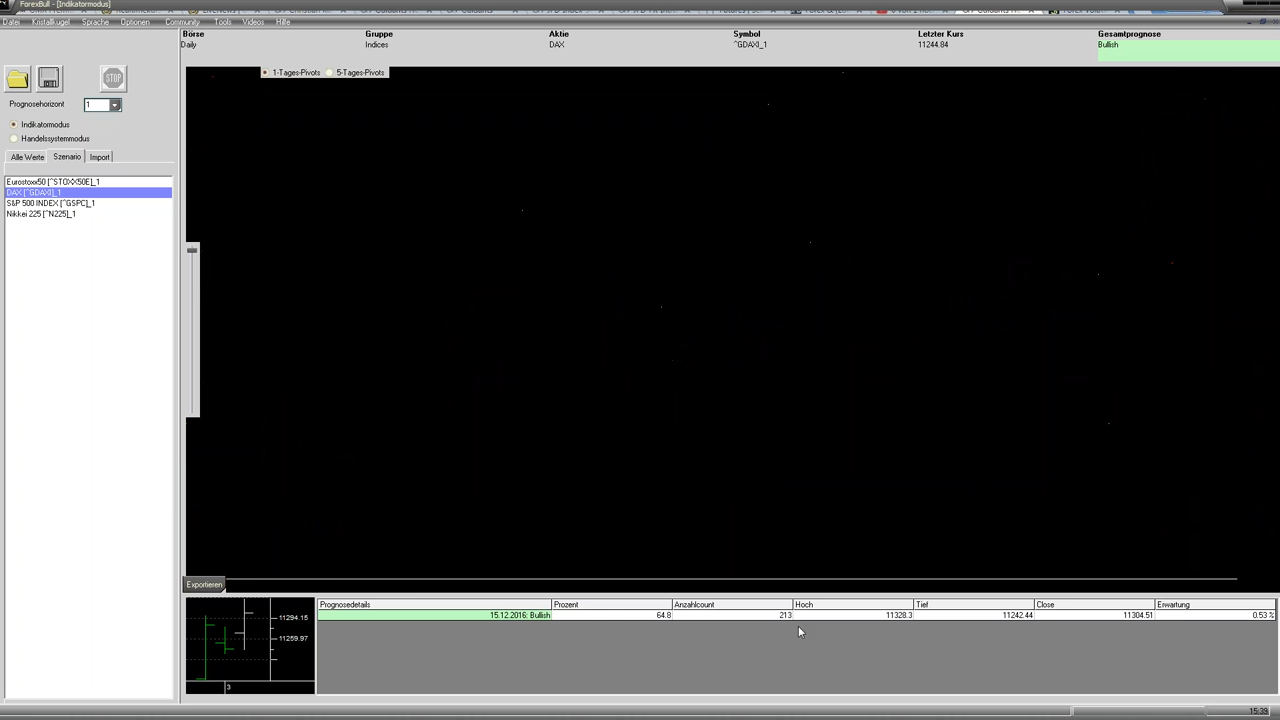 ForexBull - [Indikatormodus]
Datei Kristallkugel Sprache Optionen Community Tools Videos Hilfe
Börse Gruppe Aktie Symbol Letzter Kurs Gesamtprognose
Daily Indices DAX ^GDAXI_1 11244.84 Bullish
1-Tages-Pivots 5-Tages-Pivots
STOP
Prognosehorizont 1
Indikatormodus
Handelssystemmodus
Alle Werte Szenario Import
Eurostoxx50 [^STOXX50E]_1
DAX [^GDAXI]_1
S&P 500 INDEX [^GSPC]_1
Nikkei 225 [^N225]_1
Exportieren
Prognosedetails Prozent Anzahlcount Hoch Tief Close Erwartung
15.12.2016: Bullish 64.8 213 11328.3 11242.44 11304.51 0.53 %
11294.15
11259.97
3
15:39